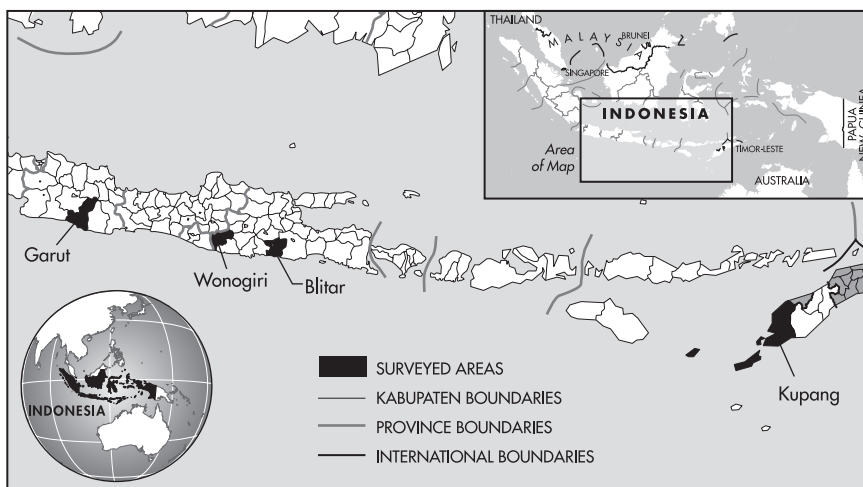 THAILAND
MALAYSIA
BRUNEI
SINGAPORE
INDONESIA
Area
of Map
TIMOR-LESTE
PAPUA
NEW GUINEA
AUSTRALIA
Garut
Wonogiri
Blitar
Kupang
INDONESIA
SURVEYED AREAS
KABUPATEN BOUNDARIES
PROVINCE BOUNDARIES
INTERNATIONAL BOUNDARIES